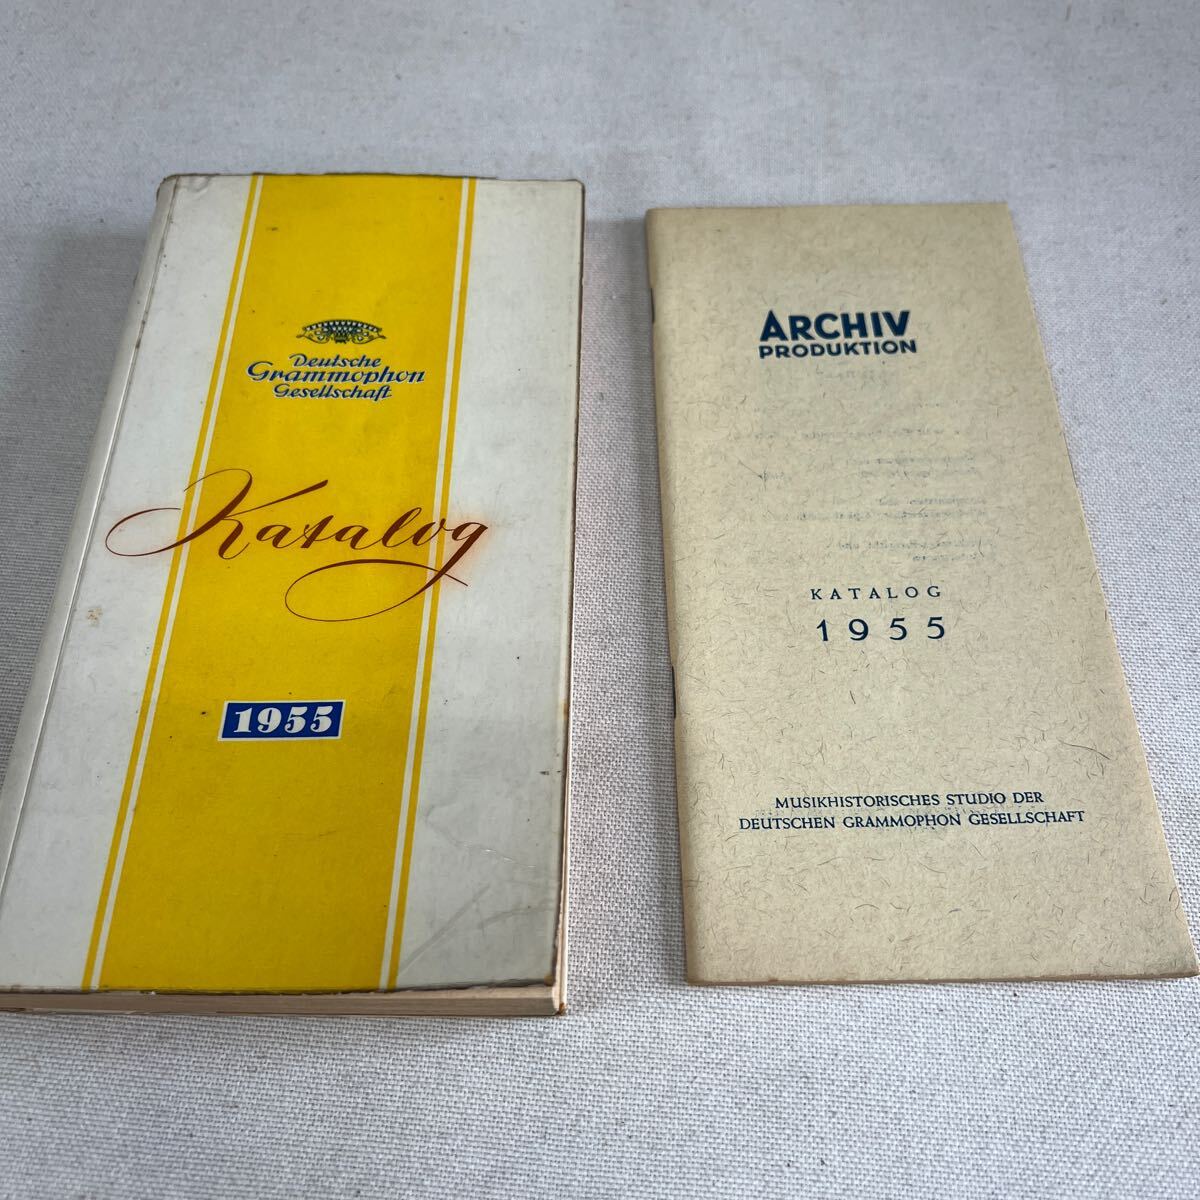 Deutsche
Grammophon
Gesellschaft
Katalog
1955
ARCHIV
PRODUKTION
KATALOG
1955
MUSIKHISTORISCHES STUDIO DER
DEUTSCHEN GRAMMOPHON GESELLSCHAFT